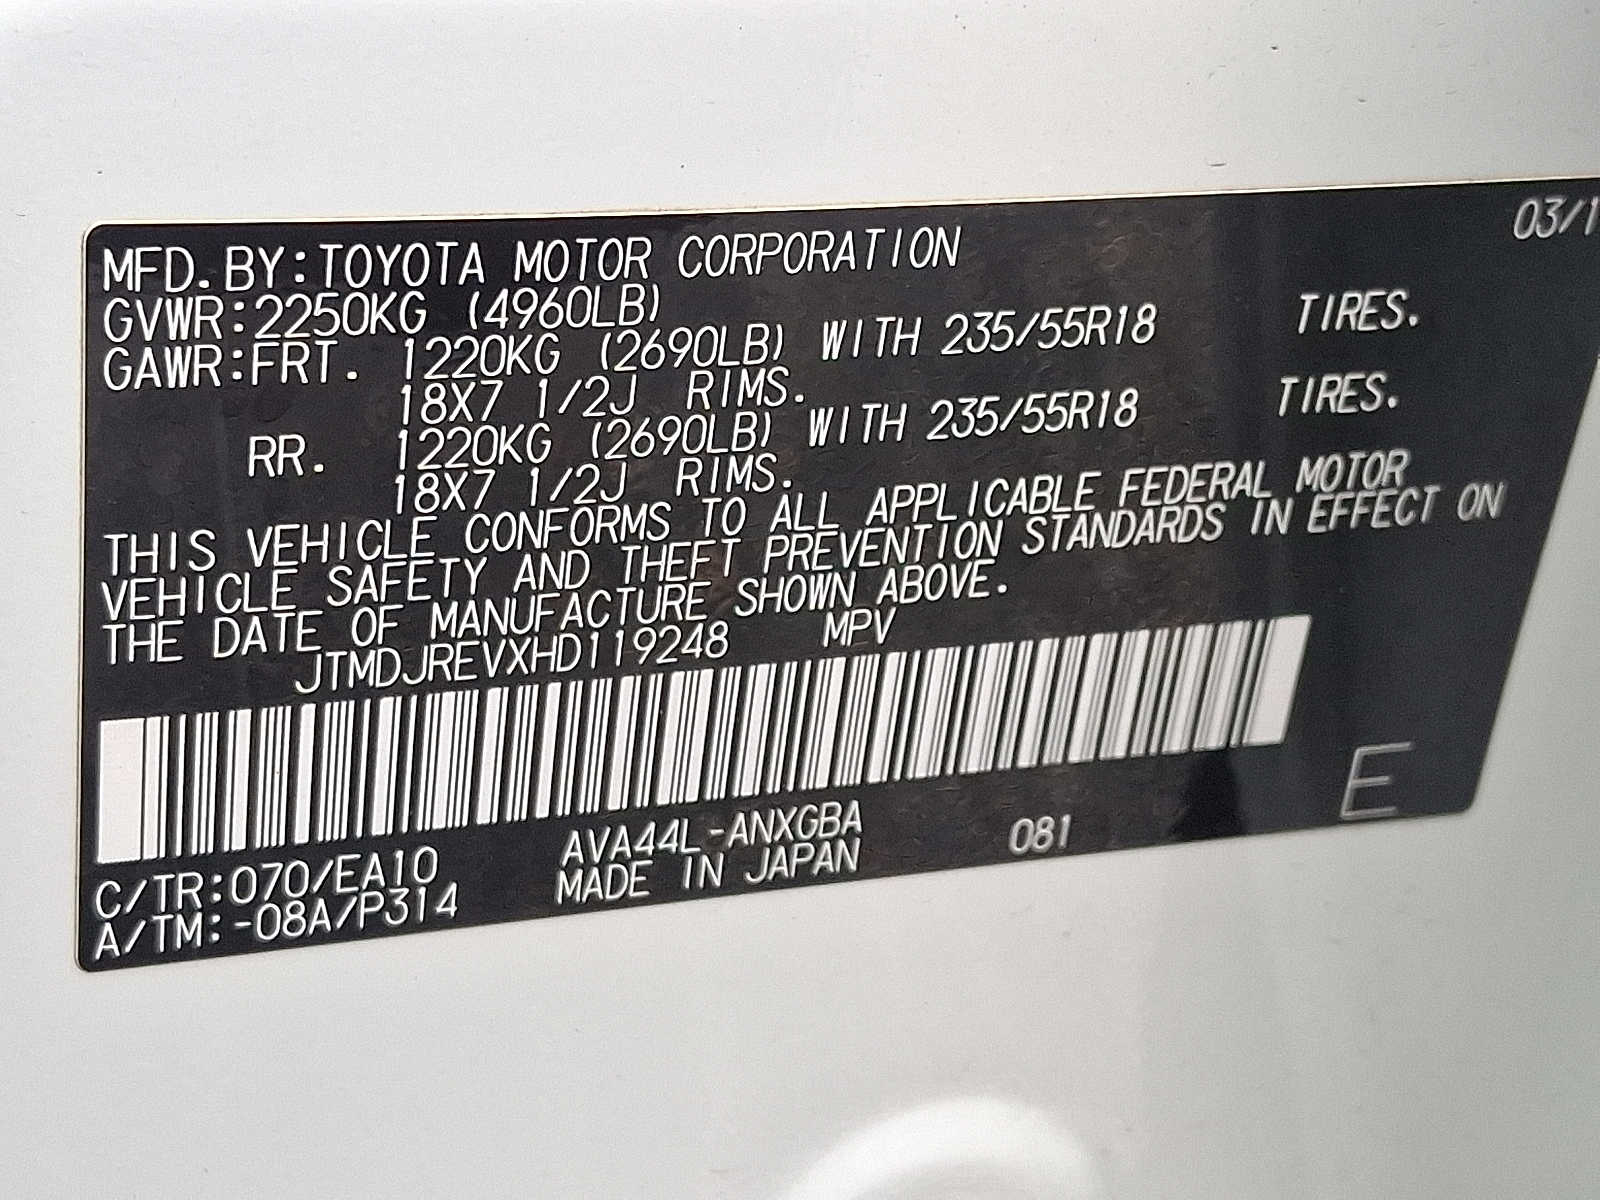 03/1
MFD. BY: TOYOTA MOTOR CORPORATION
GVWR: 2250KG (4960LB)
GAWR: FRT. 1220KG (2690LB) WITH 235/55R18 TIRES.
18X7 1/2J RIMS.
RR. 1220KG (2690LB) WITH 235/55R18 TIRES.
18X7 1/2J RIMS.
THIS VEHICLE CONFORMS TO ALL APPLICABLE FEDERAL MOTOR
VEHICLE SAFETY AND THEFT PREVENTION STANDARDS IN EFFECT ON
THE DATE OF MANUFACTURE SHOWN ABOVE.
JTMDJREVXHD119248 MPV
C/TR: 070/EA10 AVA44L-ANXGBA 081 E
A/TM: -08A/P314 MADE IN JAPAN